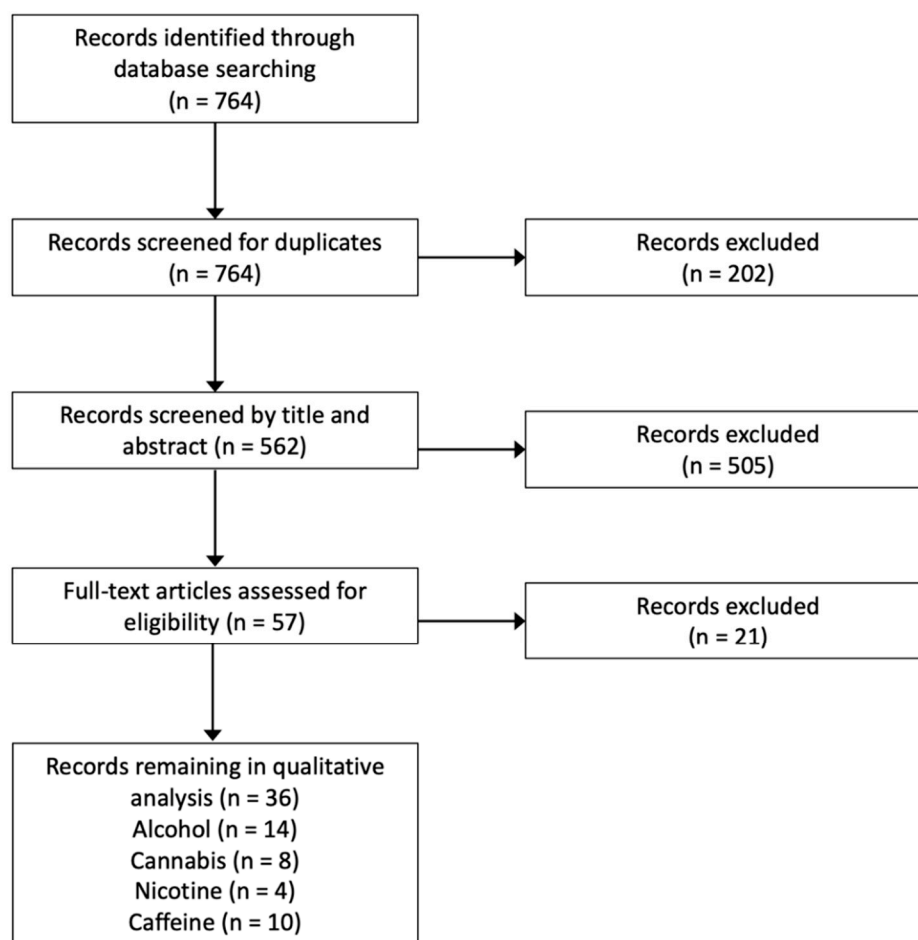 Records identified through
database searching
(n = 764)
Records screened for duplicates
(n = 764)
Records excluded
(n = 202)
Records screened by title and
abstract (n = 562)
Records excluded
(n = 505)
Full-text articles assessed for
eligibility (n = 57)
Records excluded
(n = 21)
Records remaining in qualitative
analysis (n = 36)
Alcohol (n = 14)
Cannabis (n = 8)
Nicotine (n = 4)
Caffeine (n = 10)